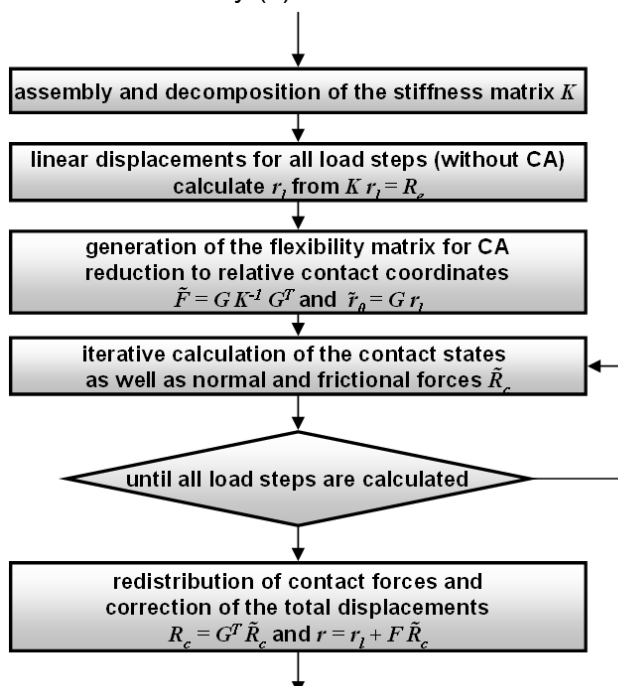 assembly and decomposition of the stiffness matrix K
linear displacements for all load steps (without CA)
calculate r_l from K r_l = R_e
generation of the flexibility matrix for CA
reduction to relative contact coordinates
F̃ = G K⁻¹ Gᵀ and r̃₀ = G r_l
iterative calculation of the contact states
as well as normal and frictional forces R̃_c
until all load steps are calculated
redistribution of contact forces and
correction of the total displacements
R_c = Gᵀ R̃_c and r = r_l + F R̃_c